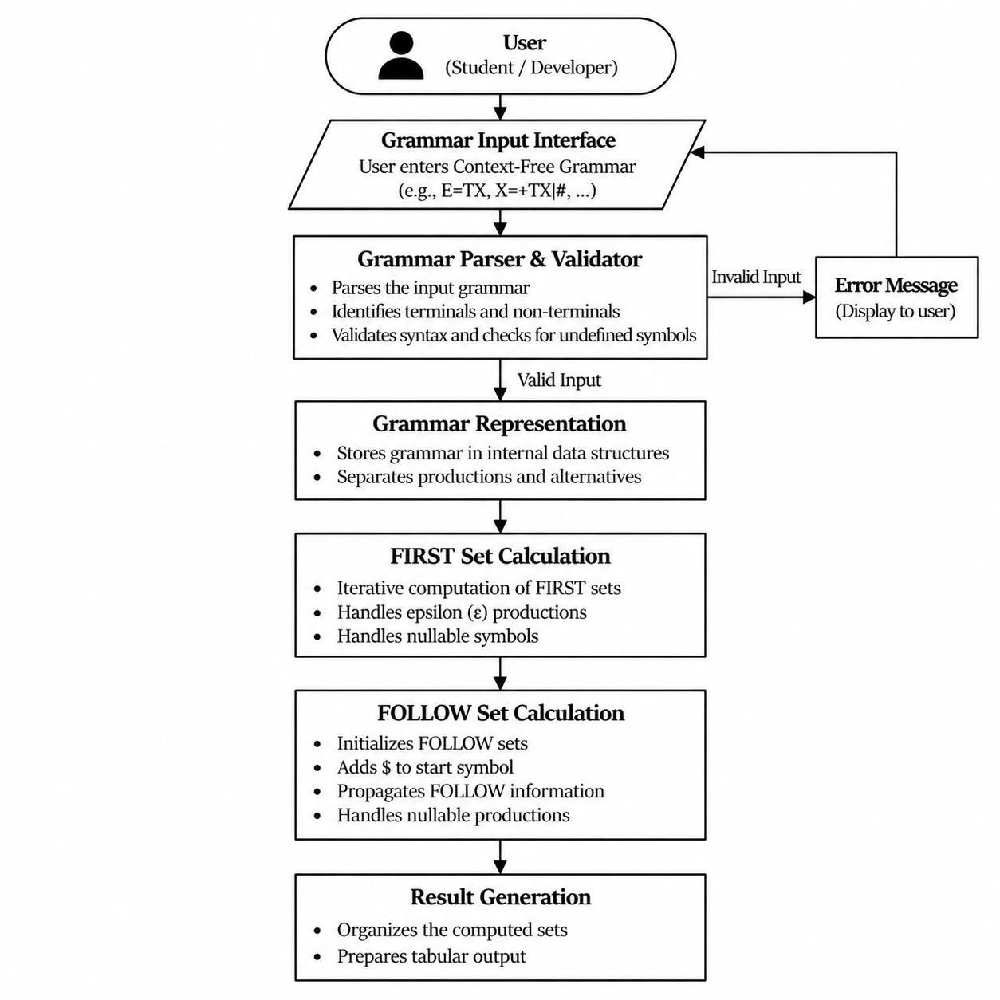 User
(Student / Developer)
Grammar Input Interface
User enters Context-Free Grammar
(e.g., E=TX, X=+TX|#, ...)
Grammar Parser & Validator
• Parses the input grammar
• Identifies terminals and non-terminals
• Validates syntax and checks for undefined symbols
Invalid Input
Error Message
(Display to user)
Valid Input
Grammar Representation
• Stores grammar in internal data structures
• Separates productions and alternatives
FIRST Set Calculation
• Iterative computation of FIRST sets
• Handles epsilon (ε) productions
• Handles nullable symbols
FOLLOW Set Calculation
• Initializes FOLLOW sets
• Adds $ to start symbol
• Propagates FOLLOW information
• Handles nullable productions
Result Generation
• Organizes the computed sets
• Prepares tabular output